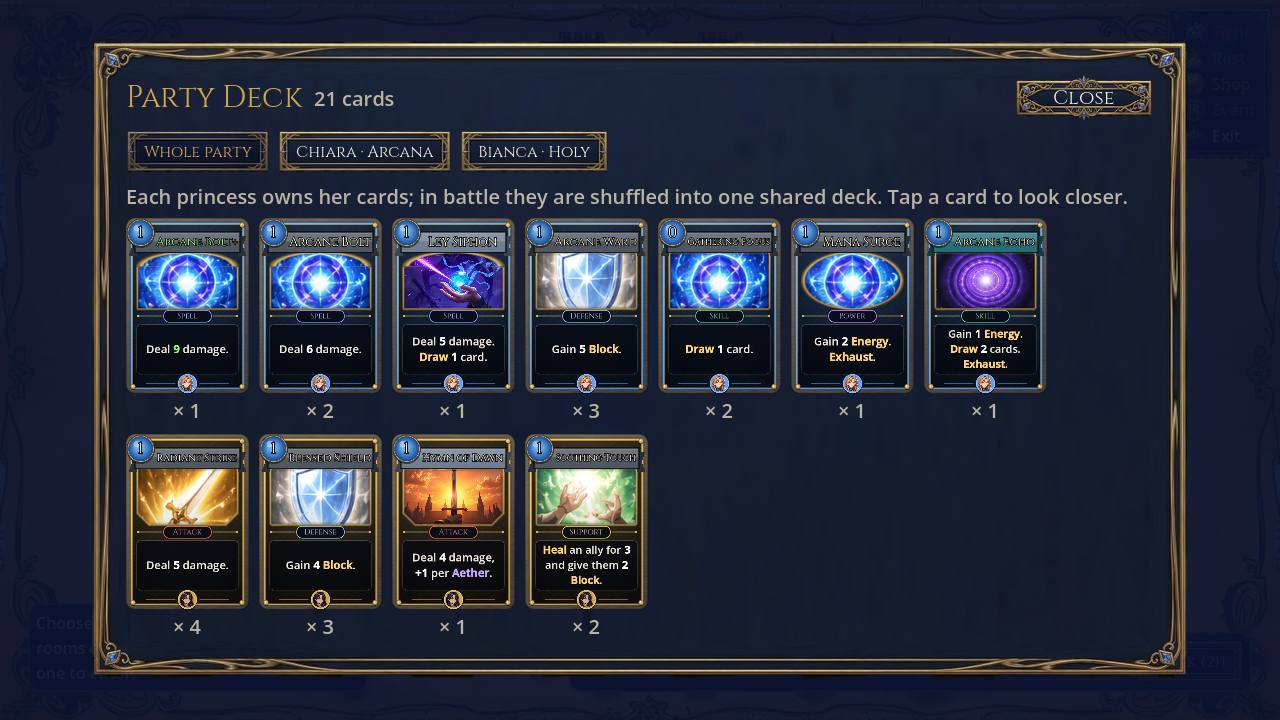 Party Deck 21 cards
Close
Whole party
Chiara · Arcana
Bianca · Holy
Each princess owns her cards; in battle they are shuffled into one shared deck. Tap a card to look closer.
1
Arcane Bolt+
Spell
Deal 9 damage.
× 1
1
Arcane Bolt
Spell
Deal 6 damage.
× 2
1
Ley Siphon
Spell
Deal 5 damage.
Draw 1 card.
× 1
1
Arcane Ward
Defense
Gain 5 Block.
× 3
0
Gathering Focus
Skill
Draw 1 card.
× 2
1
Mana Surge
Power
Gain 2 Energy.
Exhaust.
× 1
1
Arcane Echo
Skill
Gain 1 Energy.
Draw 2 cards.
Exhaust.
× 1
1
Radiant Strike
Attack
Deal 5 damage.
× 4
1
Blessed Shield
Defense
Gain 4 Block.
× 3
1
Hymn of Dawn
Attack
Deal 4 damage,
+1 per Aether.
× 1
1
Soothing Touch
Support
Heal an ally for 3
and give them 2
Block.
× 2
Rest
Shop
Event
Exit
Choose
rooms
one to
(21)